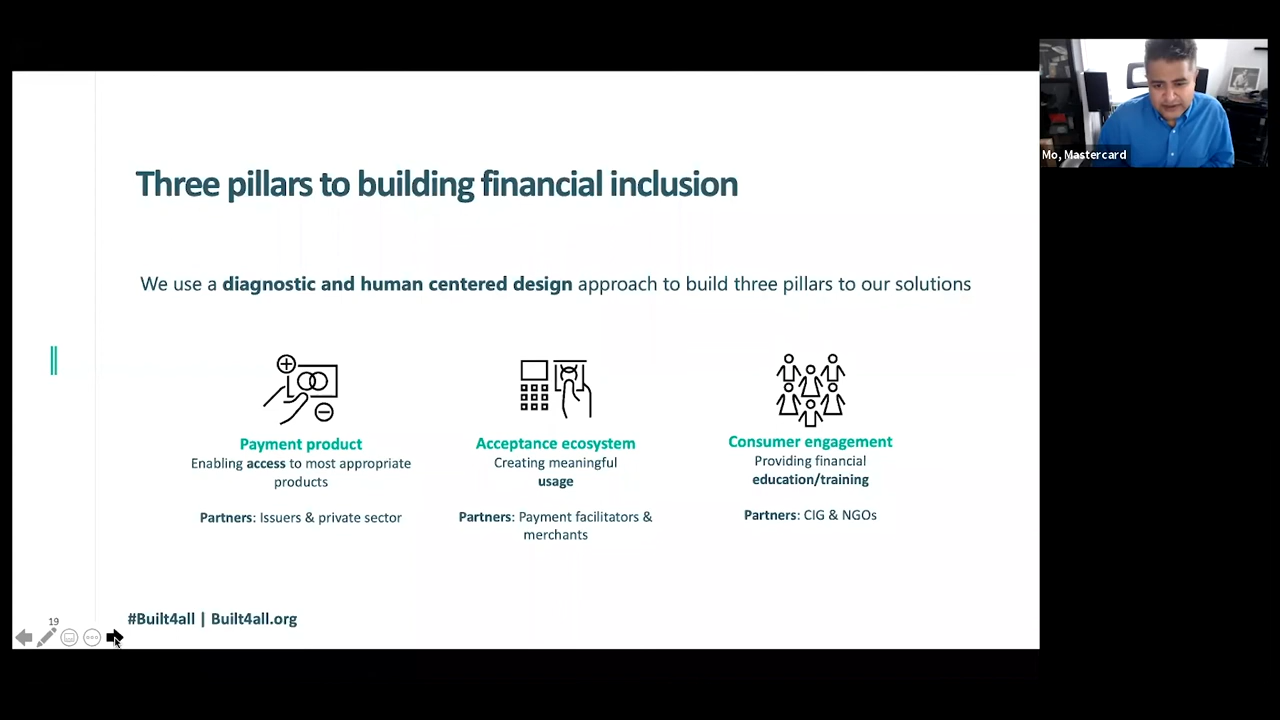 Three pillars to building financial inclusion
We use a diagnostic and human centered design approach to build three pillars to our solutions
Payment product
Enabling access to most appropriate
products
Partners: Issuers & private sector
Acceptance ecosystem
Creating meaningful
usage
Partners: Payment facilitators &
merchants
Consumer engagement
Providing financial
education/training
Partners: CIG & NGOs
19
#Built4all | Built4all.org
Mo, Mastercard